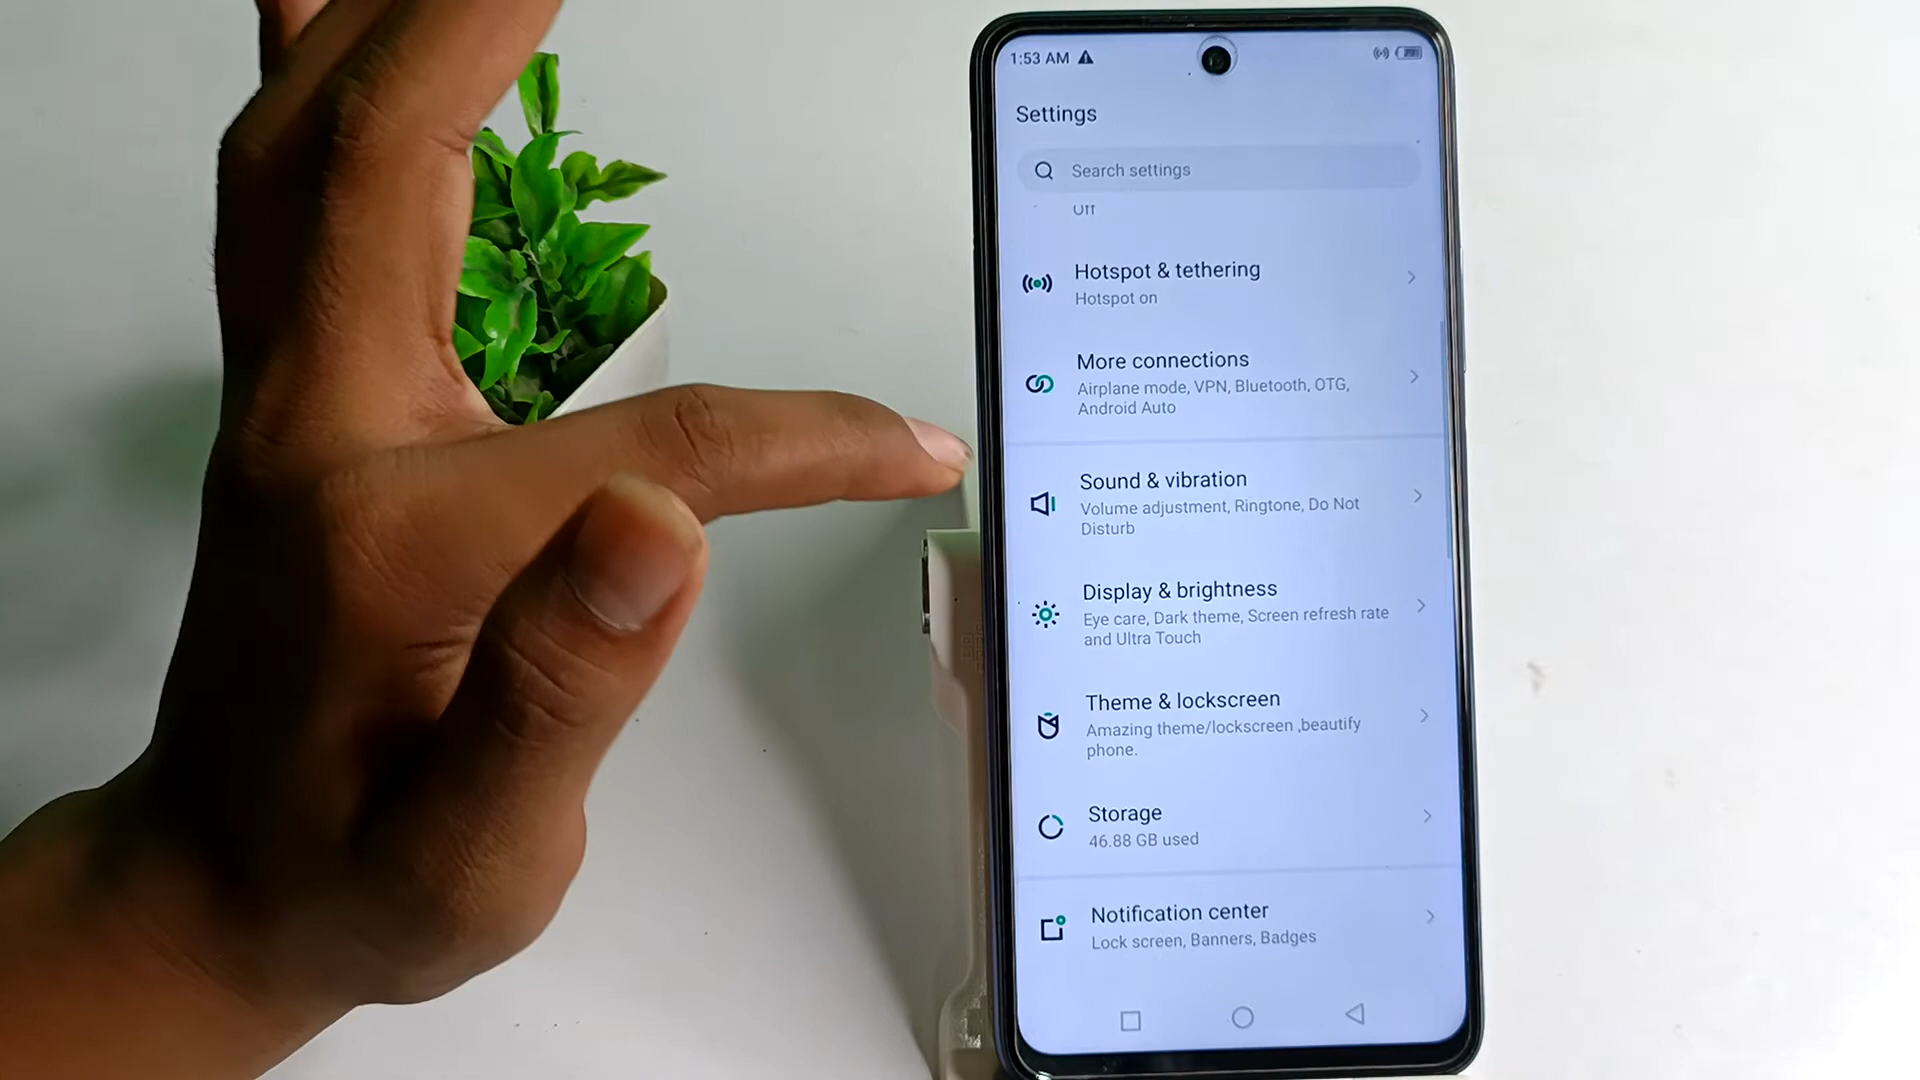 1:53 AM
Settings
Search settings
Off
Hotspot & tethering
Hotspot on
More connections
Airplane mode, VPN, Bluetooth, OTG,
Android Auto
Sound & vibration
Volume adjustment, Ringtone, Do Not
Disturb
Display & brightness
Eye care, Dark theme, Screen refresh rate
and Ultra Touch
Theme & lockscreen
Amazing theme/lockscreen ,beautify
phone.
Storage
46.88 GB used
Notification center
Lock screen, Banners, Badges